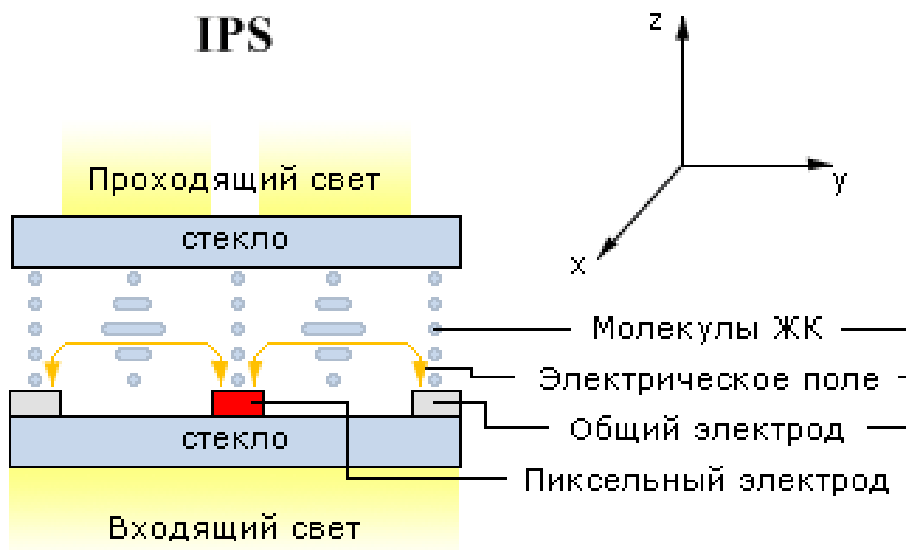 IPS
z
Проходящий свет
y
стекло
x
Молекулы ЖК
Электрическое поле
Общий электрод
стекло
Пиксельный электрод
Входящий свет